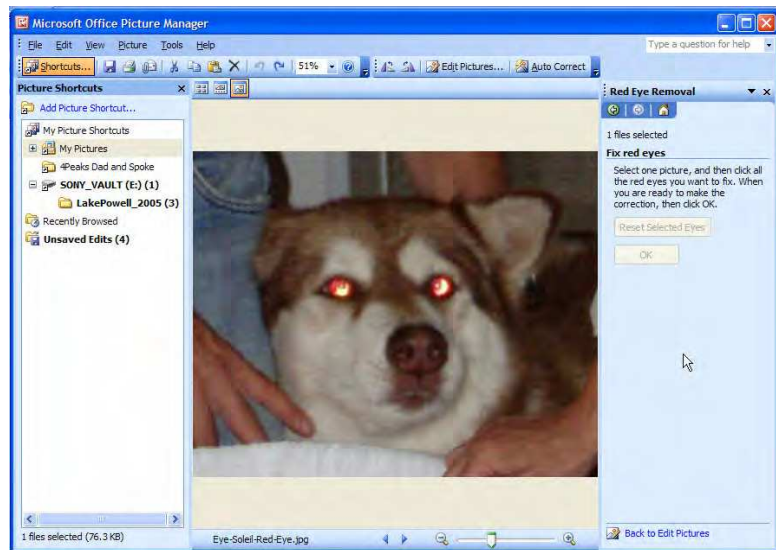 Microsoft Office Picture Manager
File Edit View Picture Tools Help
Type a question for help
Shortcuts... 51% Edit Pictures... Auto Correct
Picture Shortcuts
Add Picture Shortcut...
My Picture Shortcuts
My Pictures
4Peaks Dad and Spoke
SONY_VAULT (E:) (1)
LakePowell_2005 (3)
Recently Browsed
Unsaved Edits (4)
1 files selected (76.3 KB)
Eye-Soleil-Red-Eye.jpg
Red Eye Removal
1 files selected
Fix red eyes
Select one picture, and then click all
the red eyes you want to fix. When
you are ready to make the
correction, then click OK.
Reset Selected Eyes
OK
Back to Edit Pictures